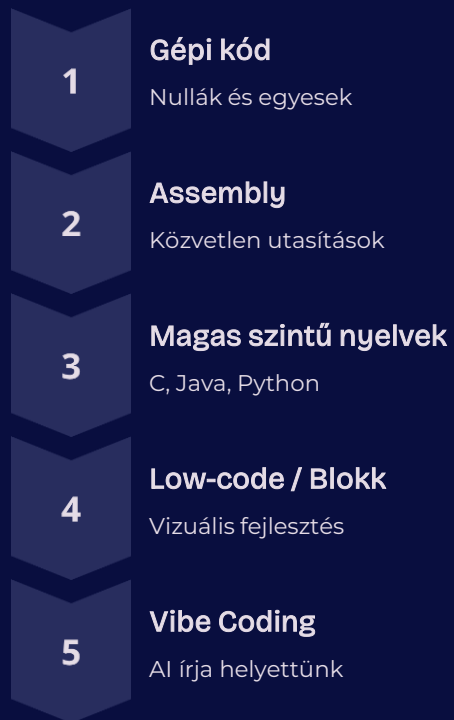 1
Gépi kód
Nullák és egyesek
2
Assembly
Közvetlen utasítások
3
Magas szintű nyelvek
C, Java, Python
4
Low-code / Blokk
Vizuális fejlesztés
5
Vibe Coding
AI írja helyettünk